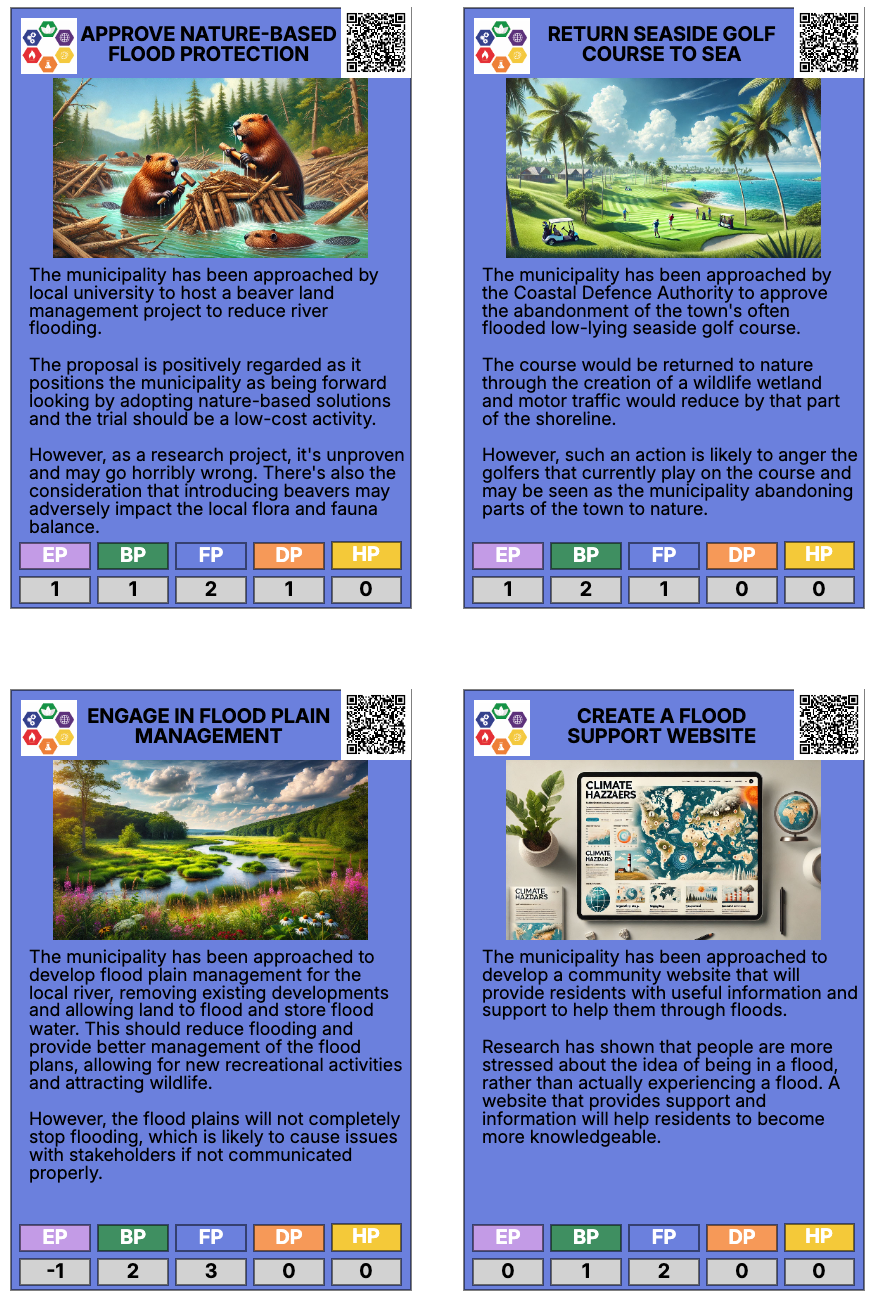 APPROVE NATURE-BASED
FLOOD PROTECTION
The municipality has been approached by
local university to host a beaver land
management project to reduce river
flooding.
The proposal is positively regarded as it
positions the municipality as being forward
looking by adopting nature-based solutions
and the trial should be a low-cost activity.
However, as a research project, it's unproven
and may go horribly wrong. There's also the
consideration that introducing beavers may
adversely impact the local flora and fauna
balance.
EP BP FP DP HP
1 1 2 1 0
RETURN SEASIDE GOLF
COURSE TO SEA
The municipality has been approached by
the Coastal Defence Authority to approve
the abandonment of the town's often
flooded low-lying seaside golf course.
The course would be returned to nature
through the creation of a wildlife wetland
and motor traffic would reduce by that part
of the shoreline.
However, such an action is likely to anger the
golfers that currently play on the course and
may be seen as the municipality abandoning
parts of the town to nature.
EP BP FP DP HP
1 2 1 0 0
ENGAGE IN FLOOD PLAIN
MANAGEMENT
The municipality has been approached to
develop flood plain management for the
local river, removing existing developments
and allowing land to flood and store flood
water. This should reduce flooding and
provide better management of the flood
plans, allowing for new recreational activities
and attracting wildlife.
However, the flood plains will not completely
stop flooding, which is likely to cause issues
with stakeholders if not communicated
properly.
EP BP FP DP HP
-1 2 3 0 0
CREATE A FLOOD
SUPPORT WEBSITE
CLIMATE
HAZZAERS
CLIMATE
The municipality has been approached to
develop a community website that will
provide residents with useful information and
support to help them through floods.
Research has shown that people are more
stressed about the idea of being in a flood,
rather than actually experiencing a flood. A
website that provides support and
information will help residents to become
more knowledgeable.
EP BP FP DP HP
0 1 2 0 0